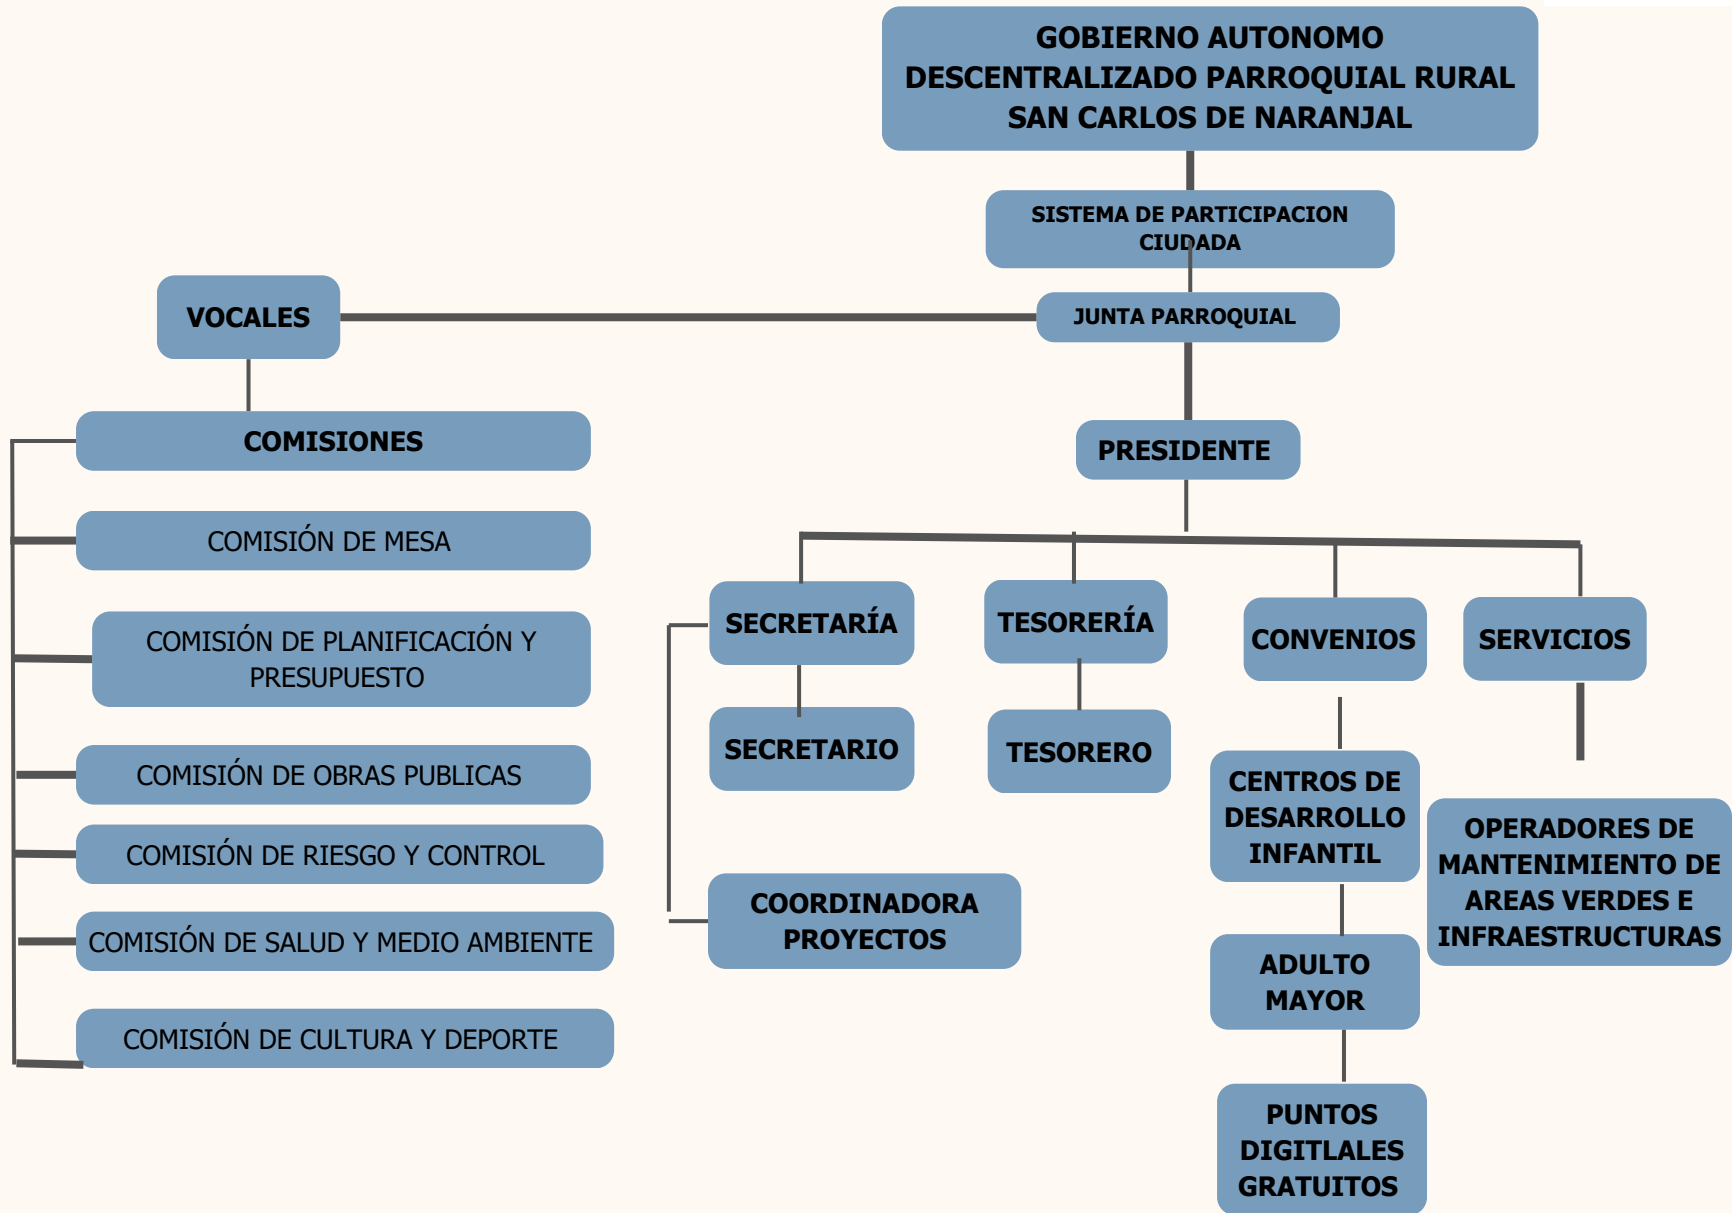 GOBIERNO AUTONOMO
DESCENTRALIZADO PARROQUIAL RURAL
SAN CARLOS DE NARANJAL
SISTEMA DE PARTICIPACION
CIUDADA
JUNTA PARROQUIAL
VOCALES
COMISIONES
COMISIÓN DE MESA
COMISIÓN DE PLANIFICACIÓN Y
PRESUPUESTO
COMISIÓN DE OBRAS PUBLICAS
COMISIÓN DE RIESGO Y CONTROL
COMISIÓN DE SALUD Y MEDIO AMBIENTE
COMISIÓN DE CULTURA Y DEPORTE
PRESIDENTE
SECRETARÍA
SECRETARIO
COORDINADORA
PROYECTOS
TESORERÍA
TESORERO
CONVENIOS
CENTROS DE
DESARROLLO
INFANTIL
ADULTO
MAYOR
PUNTOS
DIGITLALES
GRATUITOS
SERVICIOS
OPERADORES DE
MANTENIMIENTO DE
AREAS VERDES E
INFRAESTRUCTURAS